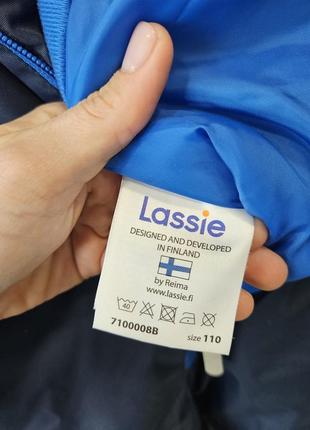 Lassie
DESIGNED AND DEVELOPED
IN FINLAND
by Reima
www.lassie.fi
40
7100008B size 110